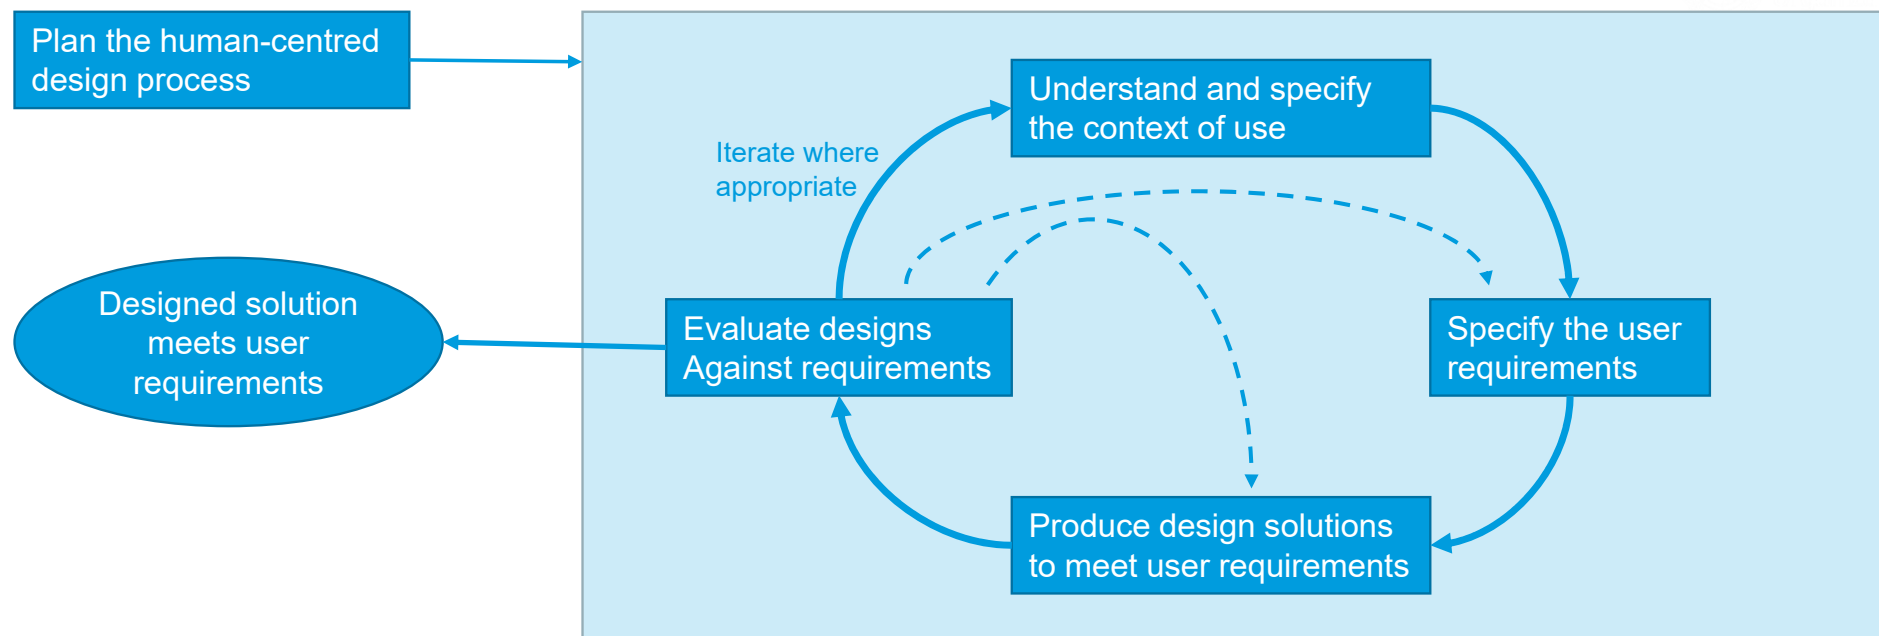 Plan the human-centred
design process
Understand and specify
the context of use
Iterate where
appropriate
Designed solution
meets user
requirements
Evaluate designs
Against requirements
Specify the user
requirements
Produce design solutions
to meet user requirements